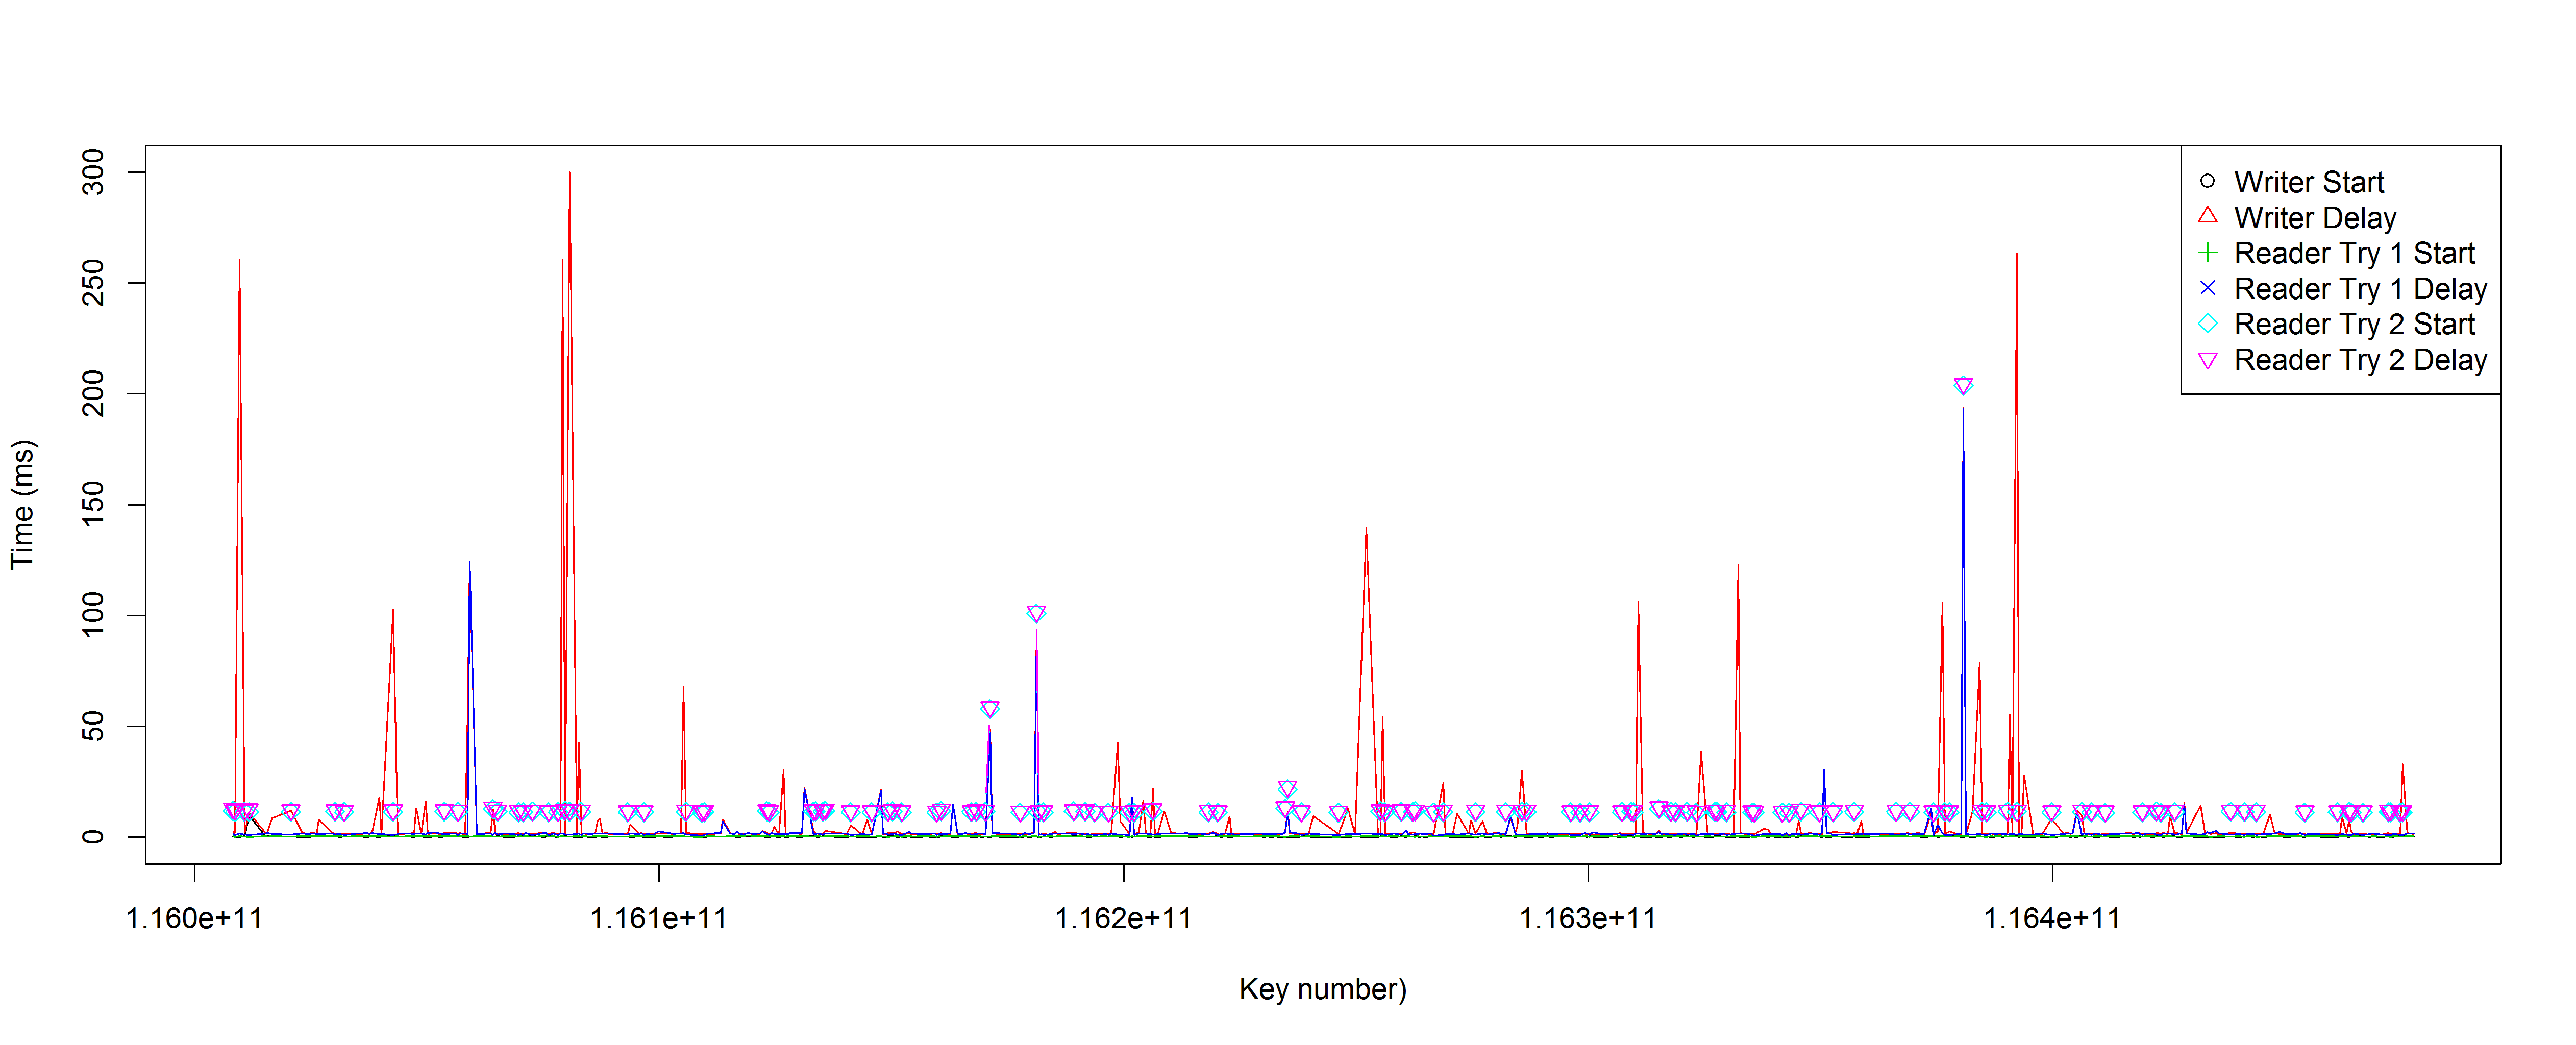 300
250
200
150
100
50
0
Time (ms)
Writer Start
Writer Delay
Reader Try 1 Start
Reader Try 1 Delay
Reader Try 2 Start
Reader Try 2 Delay
1.160e+11 1.161e+11 1.162e+11 1.163e+11 1.164e+11
Key number)